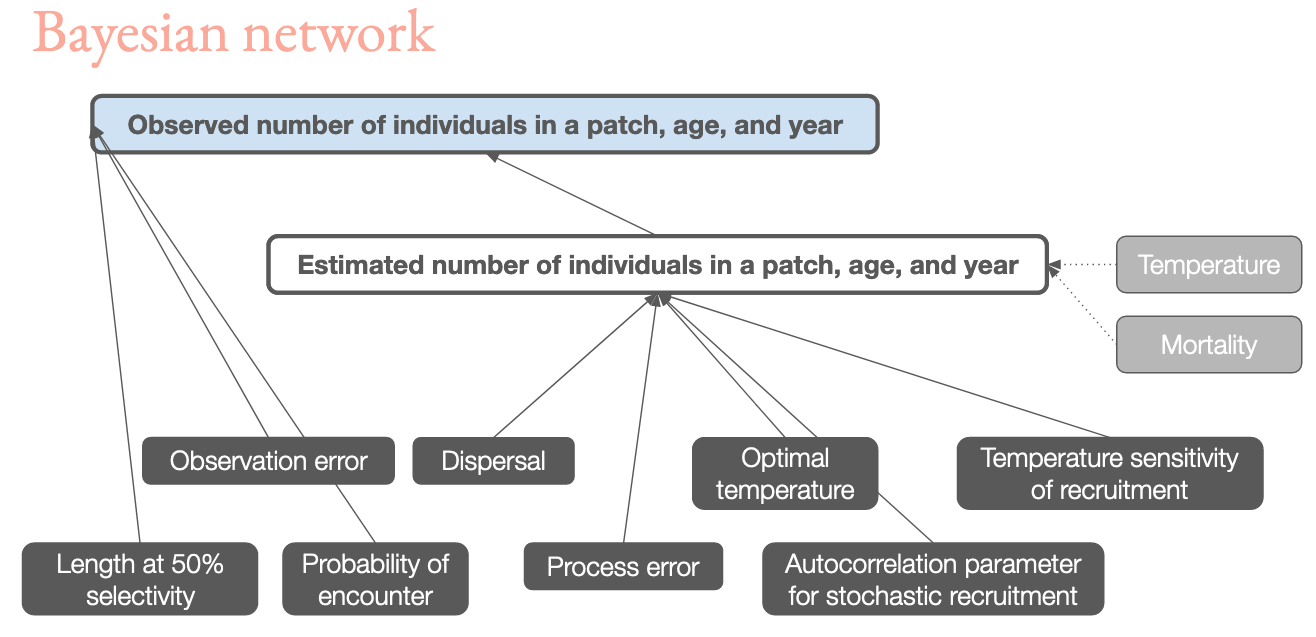 Bayesian network
Observed number of individuals in a patch, age, and year
Estimated number of individuals in a patch, age, and year
Temperature
Mortality
Observation error
Dispersal
Optimal
temperature
Temperature sensitivity
of recruitment
Length at 50%
selectivity
Probability of
encounter
Process error
Autocorrelation parameter
for stochastic recruitment